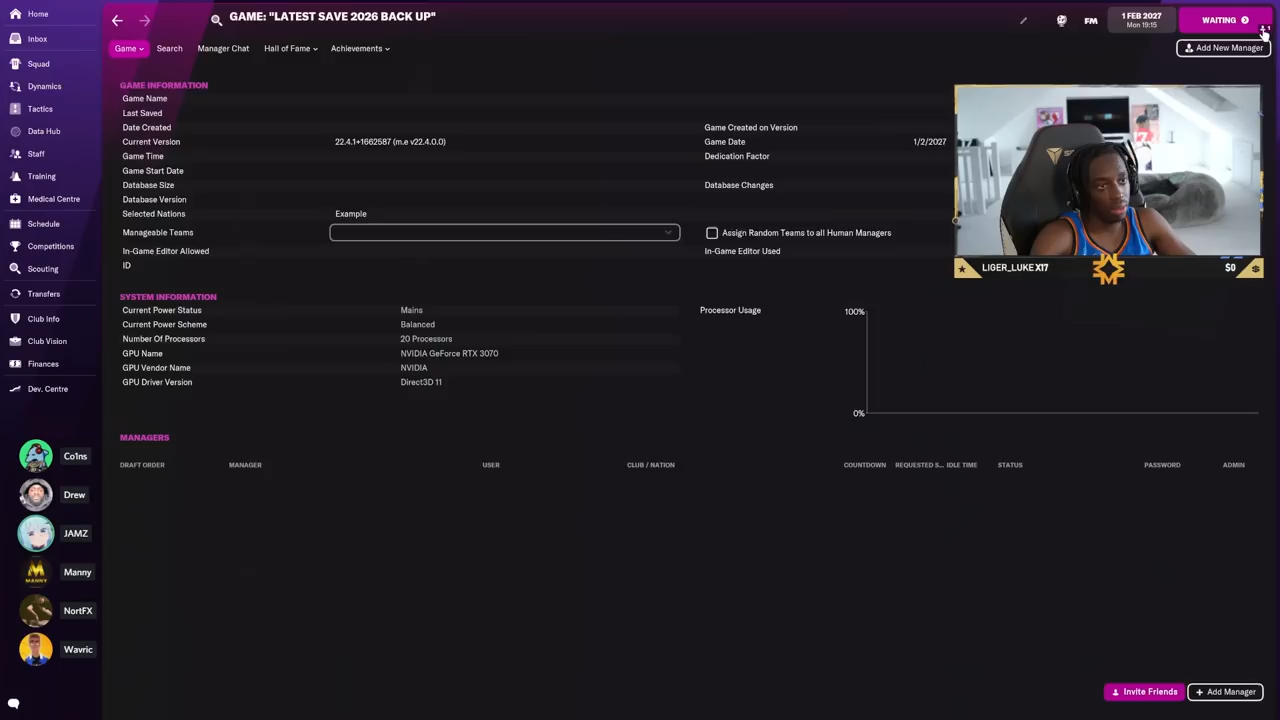 Home
Inbox
Squad
Dynamics
Tactics
Data Hub
Staff
Training
Medical Centre
Schedule
Competitions
Scouting
Transfers
Club Info
Club Vision
Finances
Dev. Centre
Co1ns
Drew
JAMZ
Manny
NortFX
Wavric
GAME: "LATEST SAVE 2026 BACK UP"
FM
1 FEB 2027
Mon 19:15
WAITING
Game
Search
Manager Chat
Hall of Fame
Achievements
Add New Manager
GAME INFORMATION
Game Name
Last Saved
Date Created
Game Created on Version
Current Version 22.4.1+1662587 (m.e v22.4.0.0)
Game Date 1/2/2027
Game Time
Dedication Factor
Game Start Date
Database Size
Database Changes
Database Version
Selected Nations Example
Manageable Teams
Assign Random Teams to all Human Managers
In-Game Editor Allowed
In-Game Editor Used
ID
LIGER_LUKE X17 $0
SYSTEM INFORMATION
Current Power Status Mains
Processor Usage
100%
0%
Current Power Scheme Balanced
Number Of Processors 20 Processors
GPU Name NVIDIA GeForce RTX 3070
GPU Vendor Name NVIDIA
GPU Driver Version Direct3D 11
MANAGERS
DRAFT ORDER MANAGER USER CLUB / NATION COUNTDOWN REQUESTED S... IDLE TIME STATUS PASSWORD ADMIN
Invite Friends
Add Manager